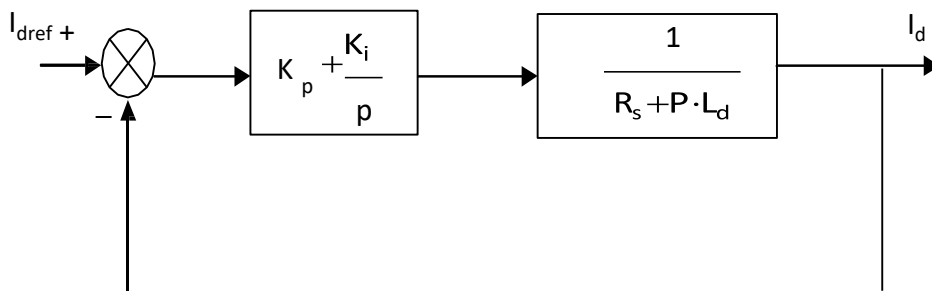 I_dref + 
K_p + K_i / p
1 / R_s + P · L_d
I_d
−